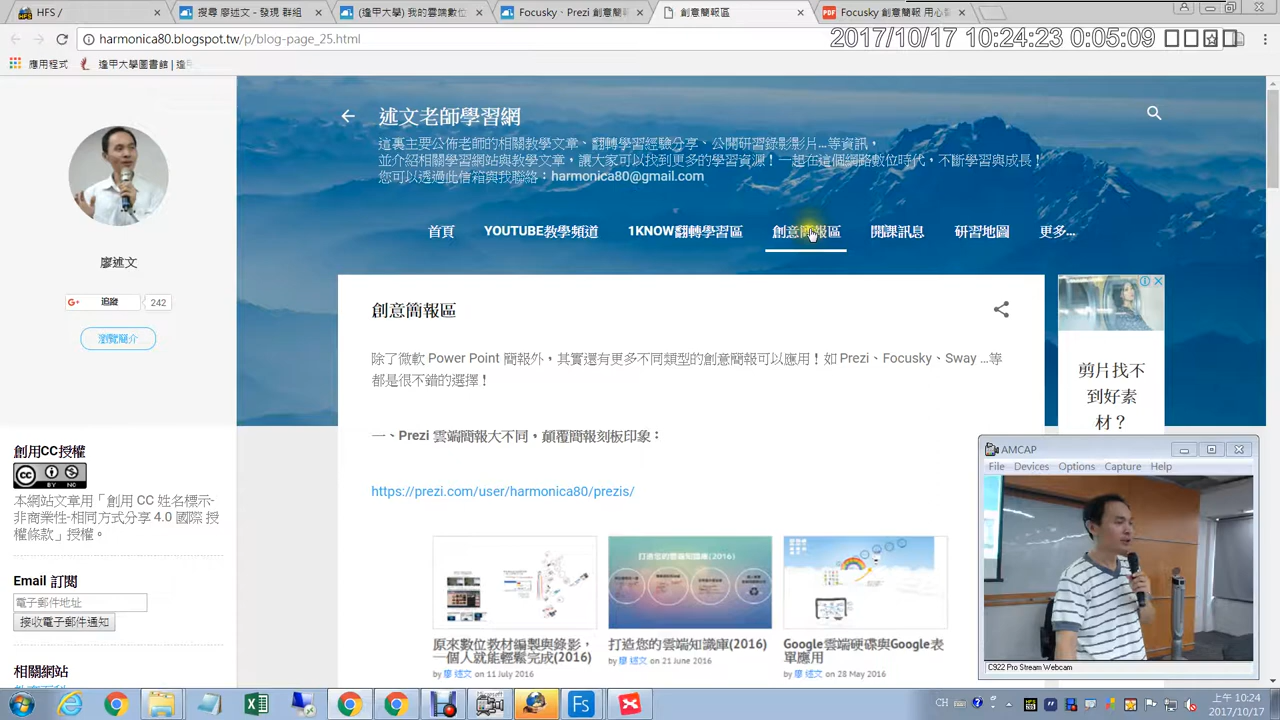 HFS /
搜尋 廖述文 - 發現 群組
(逢甲大學) 我的雲端數位
Focusky、Prezi 創意簡
創意簡報區
Focusky 創意簡報 用心
harmonica80.blogspot.tw/p/blog-page_25.html
2017/10/17 10:24:23 0:05:09
應用程式
逢甲大學圖書館 | 逢
述文老師學習網
這裏主要公佈老師的相關教學文章、翻轉學習經驗分享、公開研習錄影影片...等資訊,
並介紹相關學習網站與教學文章,讓大家可以找到更多的學習資源!一起在這個網路數位時代,不斷學習與成長!
您可以透過此信箱與我聯絡:harmonica80@gmail.com
首頁 YOUTUBE教學頻道 1KNOW翻轉學習區 創意簡報區 開課訊息 研習地圖 更多...
廖述文
G+ 追蹤 242
瀏覽簡介
創意簡報區
除了微軟 Power Point 簡報外,其實還有更多不同類型的創意簡報可以應用!如 Prezi、Focusky、Sway ...等
都是很不錯的選擇!
一、Prezi 雲端簡報大不同,顛覆簡報刻板印象:
https://prezi.com/user/harmonica80/prezis/
剪片找不
到好素
材?
創用CC授權
cc BY NC
本網站文章用「創用 CC 姓名標示-
非商業性-相同方式分享 4.0 國際 授
權條款」授權。
Email 訂閱
電子郵件地址
接收電子郵件通知
相關網站
打造您的雲端知識庫(2016)
原來數位教材編製與錄影,
一個人就能輕鬆完成(2016)
by 廖 述文 on 11 July 2016
打造您的雲端知識庫(2016)
by 廖 述文 on 21 June 2016
Google雲端硬碟與Google表
單應用
by 廖 述文 on 28 May 2016
AMCAP
File Devices Options Capture Help
C922 Pro Stream Webcam
CH
上午 10:24
2017/10/17